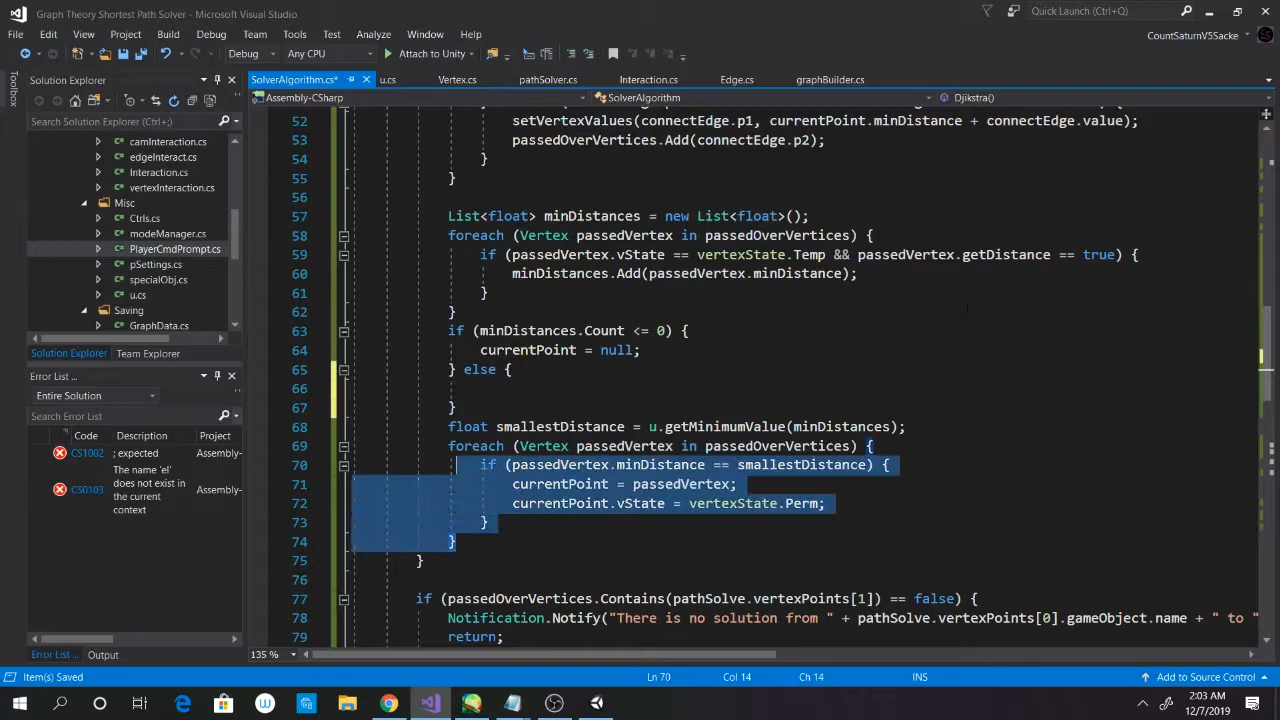 Graph Theory Shortest Path Solver - Microsoft Visual Studio
Quick Launch (Ctrl+Q)
File Edit View Project Build Debug Team Tools Test Analyze Window Help
CountSaturnV5Sacke
Debug Any CPU Attach to Unity
Toolbox
Solution Explorer
Search Solution Explorer (Ctrl+;)
camInteraction.cs
edgeInteract.cs
Interaction.cs
vertexInteraction.cs
Misc
Ctrls.cs
modeManager.cs
PlayerCmdPrompt.cs
pSettings.cs
specialObj.cs
u.cs
Saving
GraphData.cs
Solution Explorer Team Explorer
Error List ...
Entire Solution
Search Error List
Code Description Project
CS1002 ; expected Assembly-
CS0103 The name 'el' does not exist in the current context Assembly-
Error List ... Output
SolverAlgorithm.cs* u.cs Vertex.cs pathSolver.cs Interaction.cs Edge.cs graphBuilder.cs
Assembly-CSharp SolverAlgorithm Djikstra()
52 setVertexValues(connectEdge.p1, currentPoint.minDistance + connectEdge.value);
53 passedOverVertices.Add(connectEdge.p2);
54 }
55 }
56
57 List<float> minDistances = new List<float>();
58 foreach (Vertex passedVertex in passedOverVertices) {
59 if (passedVertex.vState == vertexState.Temp && passedVertex.getDistance == true) {
60 minDistances.Add(passedVertex.minDistance);
61 }
62 }
63 if (minDistances.Count <= 0) {
64 currentPoint = null;
65 } else {
66
67 }
68 float smallestDistance = u.getMinimumValue(minDistances);
69 foreach (Vertex passedVertex in passedOverVertices) {
70 if (passedVertex.minDistance == smallestDistance) {
71 currentPoint = passedVertex;
72 currentPoint.vState = vertexState.Perm;
73 }
74 }
75 }
76
77 if (passedOverVertices.Contains(pathSolve.vertexPoints[1]) == false) {
78 Notification.Notify("There is no solution from " + pathSolve.vertexPoints[0].gameObject.name + " to "
79 return;
135 %
Item(s) Saved Ln 70 Col 14 Ch 14 INS Add to Source Control
2:03 AM
12/7/2019